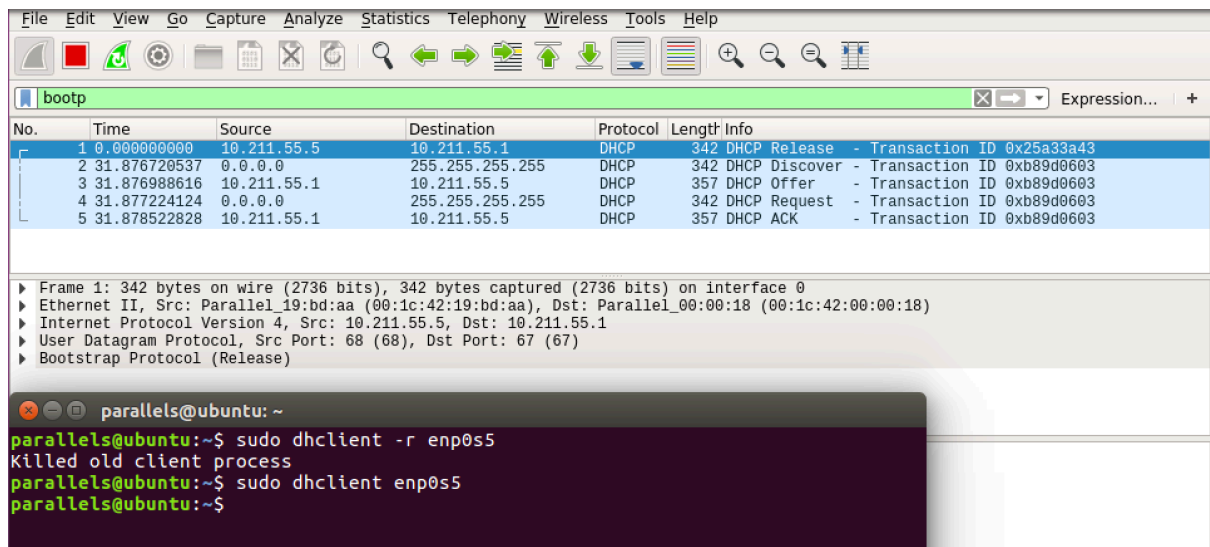 File Edit View Go Capture Analyze Statistics Telephony Wireless Tools Help
bootp Expression... +
No. Time Source Destination Protocol Length Info
1 0.000000000 10.211.55.5 10.211.55.1 DHCP 342 DHCP Release - Transaction ID 0x25a33a43
2 31.876720537 0.0.0.0 255.255.255.255 DHCP 342 DHCP Discover - Transaction ID 0xb89d0603
3 31.876988616 10.211.55.1 10.211.55.5 DHCP 357 DHCP Offer - Transaction ID 0xb89d0603
4 31.877224124 0.0.0.0 255.255.255.255 DHCP 342 DHCP Request - Transaction ID 0xb89d0603
5 31.878522828 10.211.55.1 10.211.55.5 DHCP 357 DHCP ACK - Transaction ID 0xb89d0603
Frame 1: 342 bytes on wire (2736 bits), 342 bytes captured (2736 bits) on interface 0
Ethernet II, Src: Parallel_19:bd:aa (00:1c:42:19:bd:aa), Dst: Parallel_00:00:18 (00:1c:42:00:00:18)
Internet Protocol Version 4, Src: 10.211.55.5, Dst: 10.211.55.1
User Datagram Protocol, Src Port: 68 (68), Dst Port: 67 (67)
Bootstrap Protocol (Release)
parallels@ubuntu: ~
parallels@ubuntu:~$ sudo dhclient -r enp0s5
Killed old client process
parallels@ubuntu:~$ sudo dhclient enp0s5
parallels@ubuntu:~$